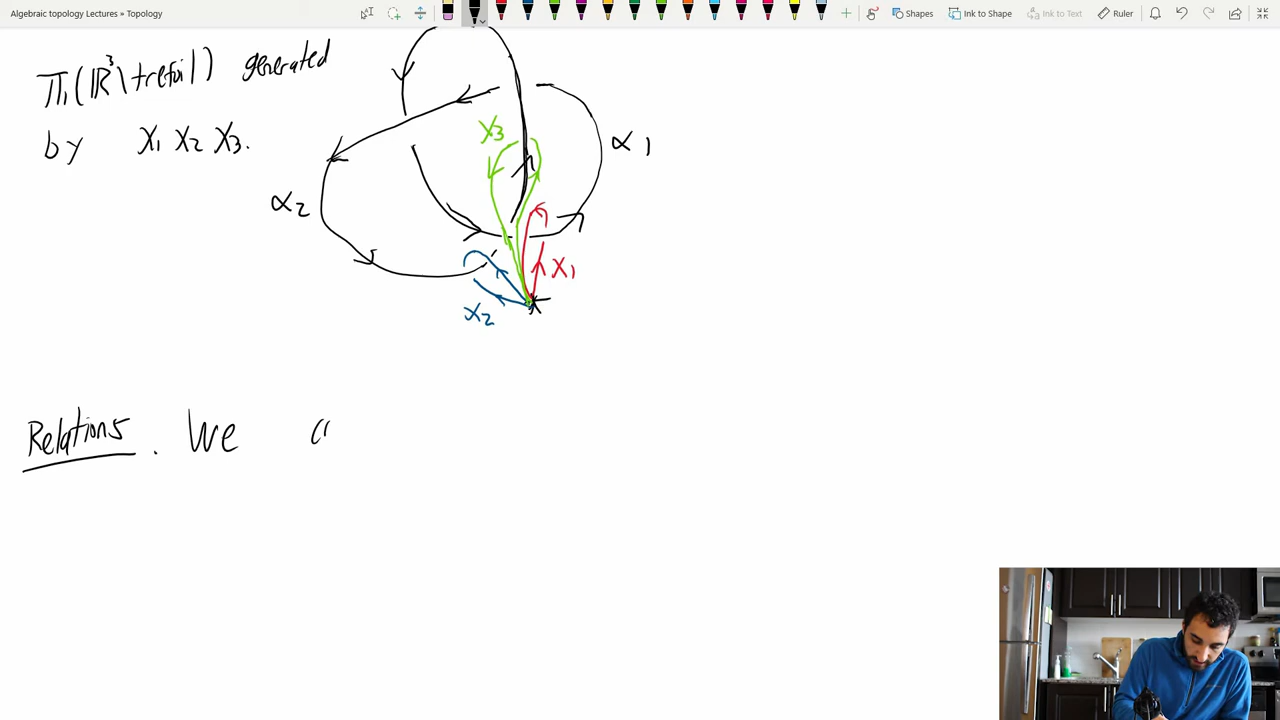 Algebraic topology Lectures » Topology
Shapes Ink to Shape Ink to Text Ruler
π₁(ℝ³\trefoil) generated
by x₁ x₂ x₃.
x₃
α₁
α₂
x₁
x₂
Relations. We